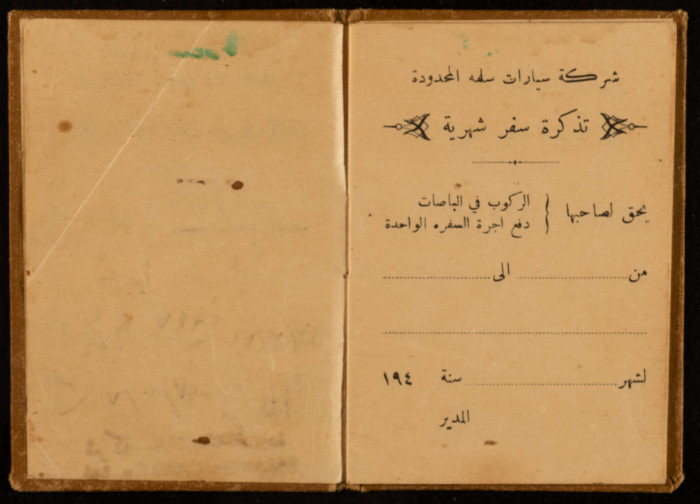 شركة سيارات سلمه المحدودة
تذكرة سفر شهرية
يحق لصاحبها { الركوب في الباصات
دفع اجرة السفره الواحدة
من ............ الى ............
............
لشهر ............ سنة ١٩٤
المدير